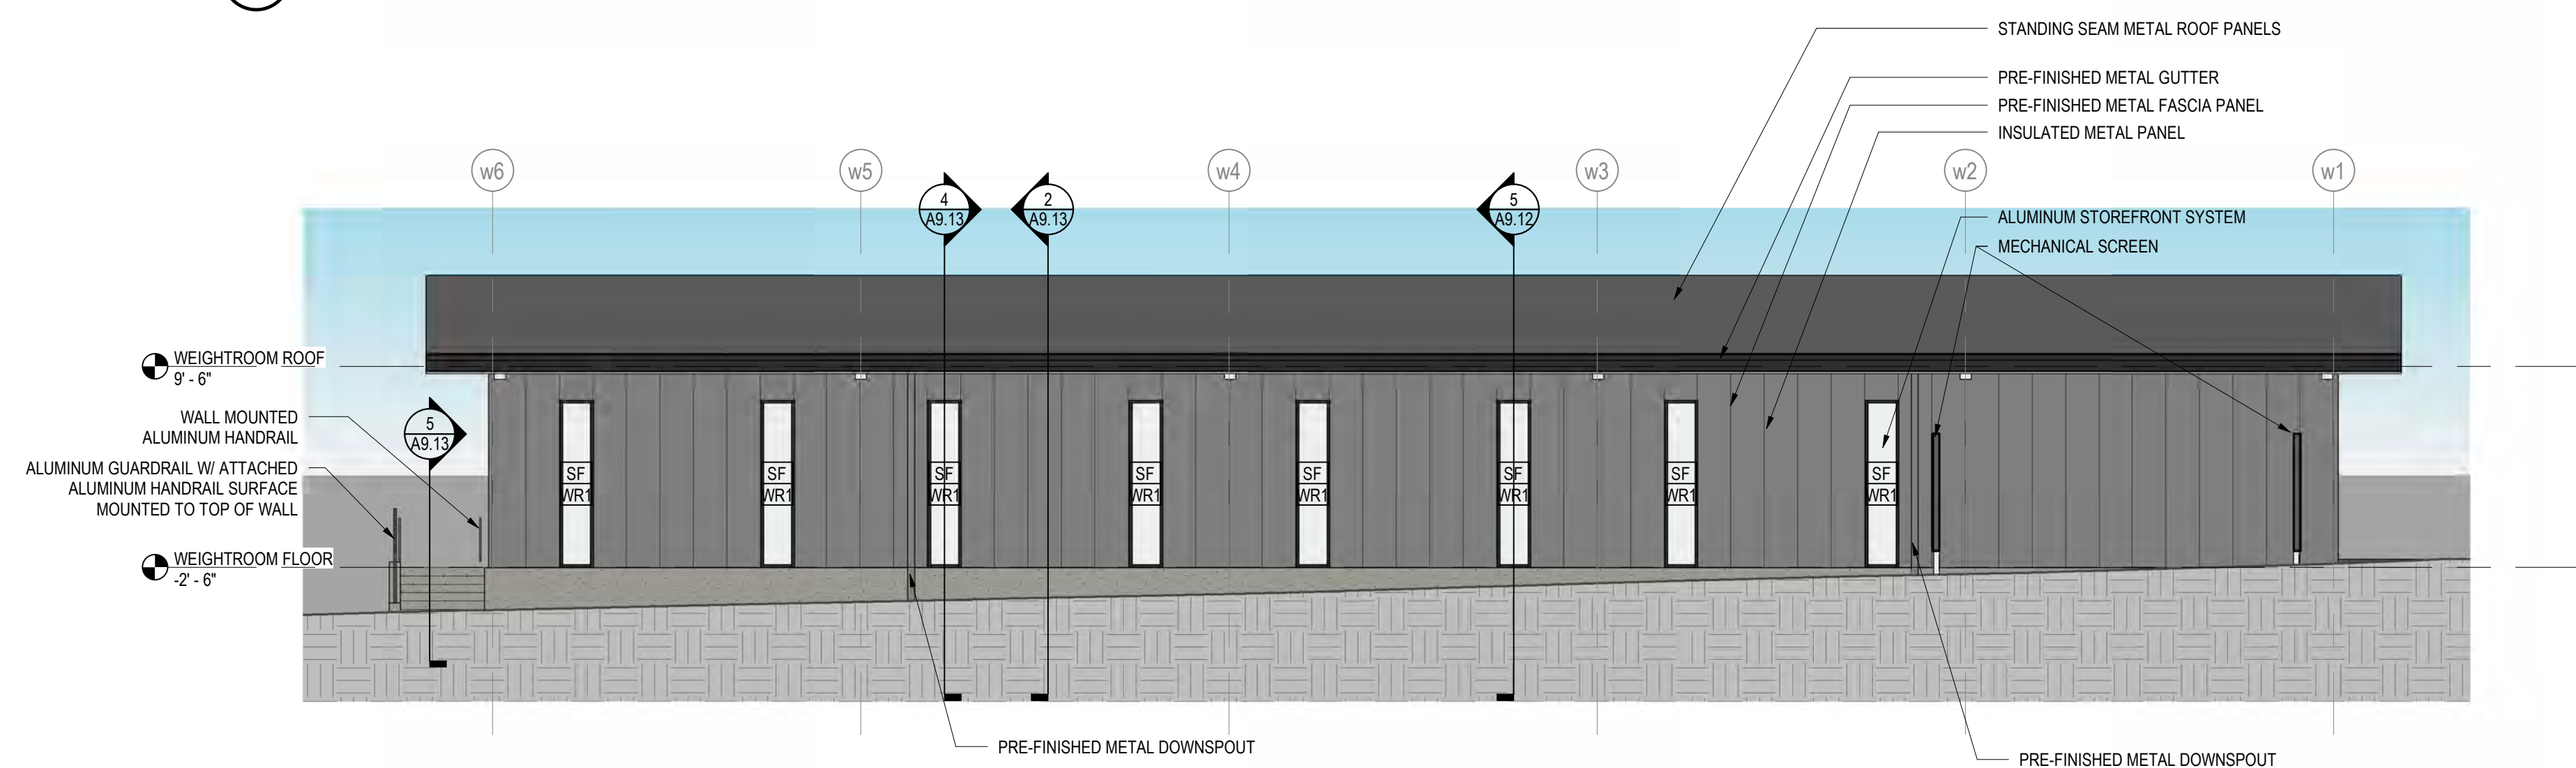 STANDING SEAM METAL ROOF PANELS
PRE-FINISHED METAL GUTTER
PRE-FINISHED METAL FASCIA PANEL
INSULATED METAL PANEL
w6
w5
w4
w3
w2
w1
4
A9.13
2
A9.13
5
A9.12
ALUMINUM STOREFRONT SYSTEM
MECHANICAL SCREEN
WEIGHTROOM ROOF
9' - 6"
WALL MOUNTED
ALUMINUM HANDRAIL
5
A9.13
ALUMINUM GUARDRAIL W/ ATTACHED
ALUMINUM HANDRAIL SURFACE
MOUNTED TO TOP OF WALL
SF
WR1
SF
WR1
SF
WR1
SF
WR1
SF
WR1
SF
WR1
SF
WR1
SF
WR1
WEIGHTROOM FLOOR
-2' - 6"
PRE-FINISHED METAL DOWNSPOUT
PRE-FINISHED METAL DOWNSPOUT